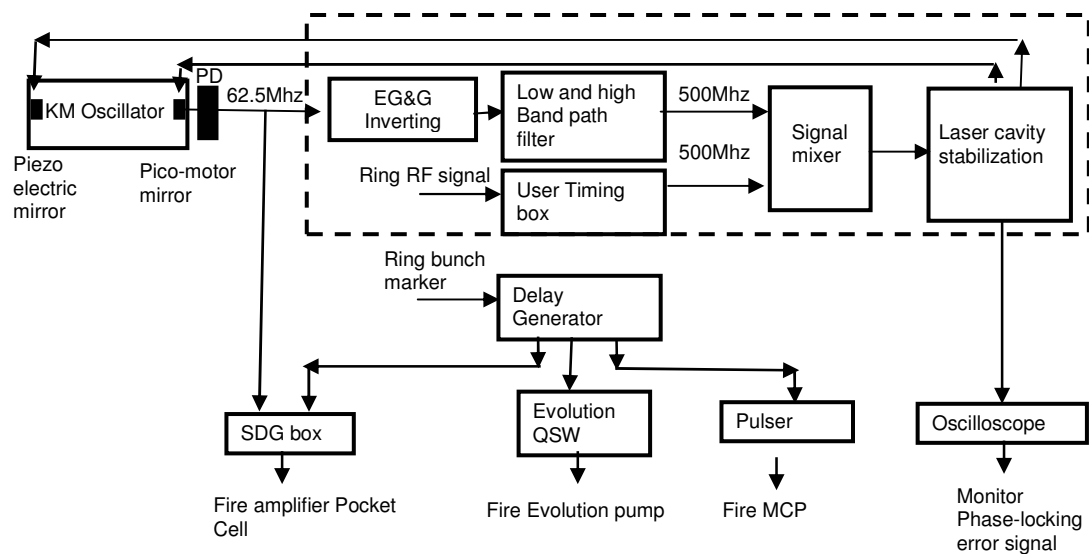 PD
62.5Mhz
KM Oscillator
Piezo
electric
mirror
Pico-motor
mirror
EG&G
Inverting
Low and high
Band path
filter
500Mhz
500Mhz
Ring RF signal
User Timing
box
Signal
mixer
Laser cavity
stabilization
Ring bunch
marker
Delay
Generator
SDG box
Evolution
QSW
Pulser
Oscilloscope
Fire amplifier Pocket
Cell
Fire Evolution pump
Fire MCP
Monitor
Phase-locking
error signal